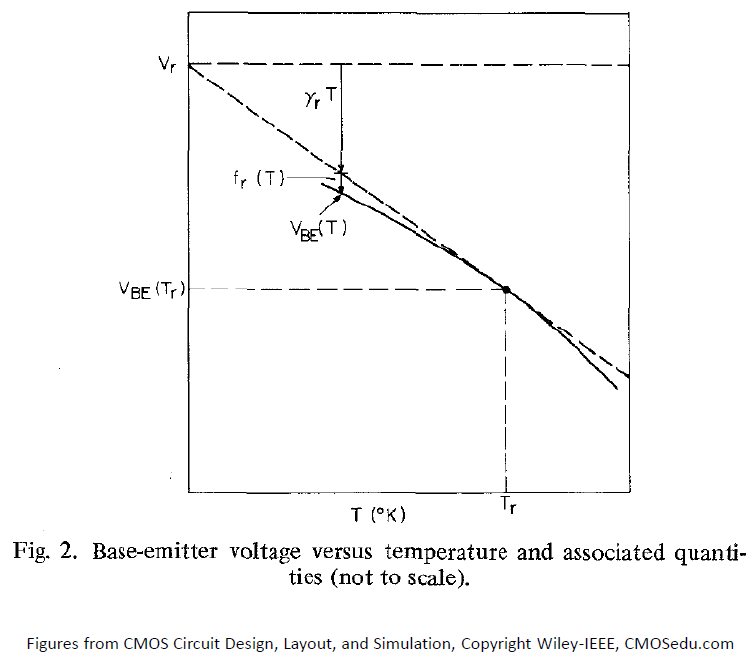 Vr
γr T
fr (T)
VBE(T)
VBE (Tr)
Tr
T (°K)
Fig. 2. Base-emitter voltage versus temperature and associated quanti-
ties (not to scale).
Figures from CMOS Circuit Design, Layout, and Simulation, Copyright Wiley-IEEE, CMOSedu.com